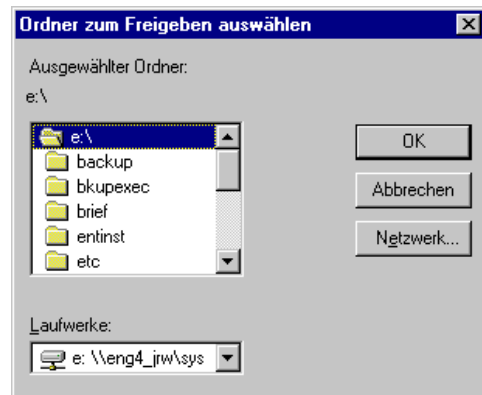 Ordner zum Freigeben auswählen
Ausgewählter Ordner:
e:\
e:\
backup
bkupexec
brief
entinst
etc
OK
Abbrechen
Netzwerk...
Laufwerke:
e: \\eng4_jrw\sys